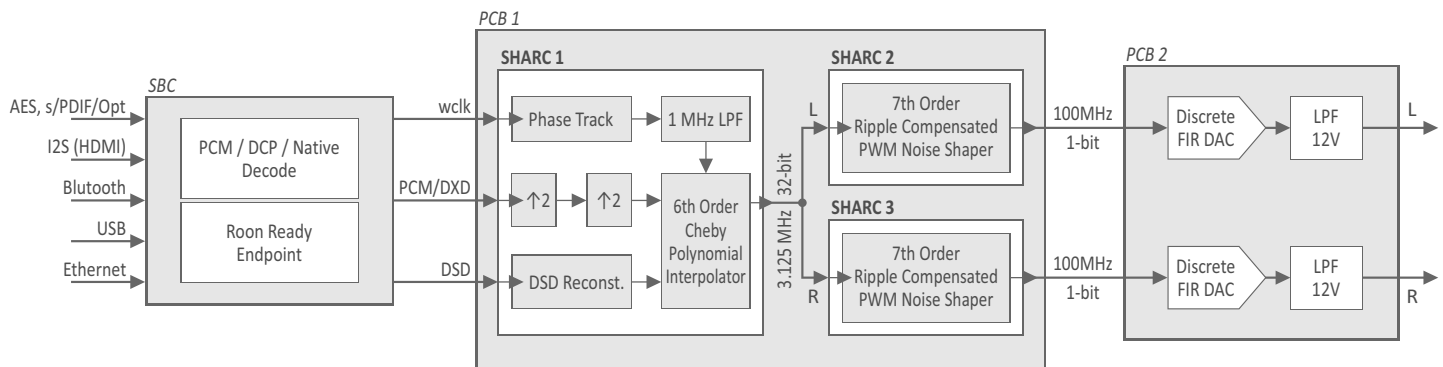 PCB 1
SBC
SHARC 1
SHARC 2
PCB 2
AES, s/PDIF/Opt
I2S (HDMI)
Blutooth
USB
Ethernet
PCM / DCP / Native
Decode
Roon Ready
Endpoint
wclk
PCM/DXD
DSD
Phase Track
1 MHz LPF
↑2
↑2
6th Order
Cheby
Polynomial
Interpolator
DSD Reconst.
32-bit
3.125 MHz
L
R
7th Order
Ripple Compensated
PWM Noise Shaper
SHARC 3
7th Order
Ripple Compensated
PWM Noise Shaper
100MHz
1-bit
100MHz
1-bit
Discrete
FIR DAC
LPF
12V
L
Discrete
FIR DAC
LPF
12V
R